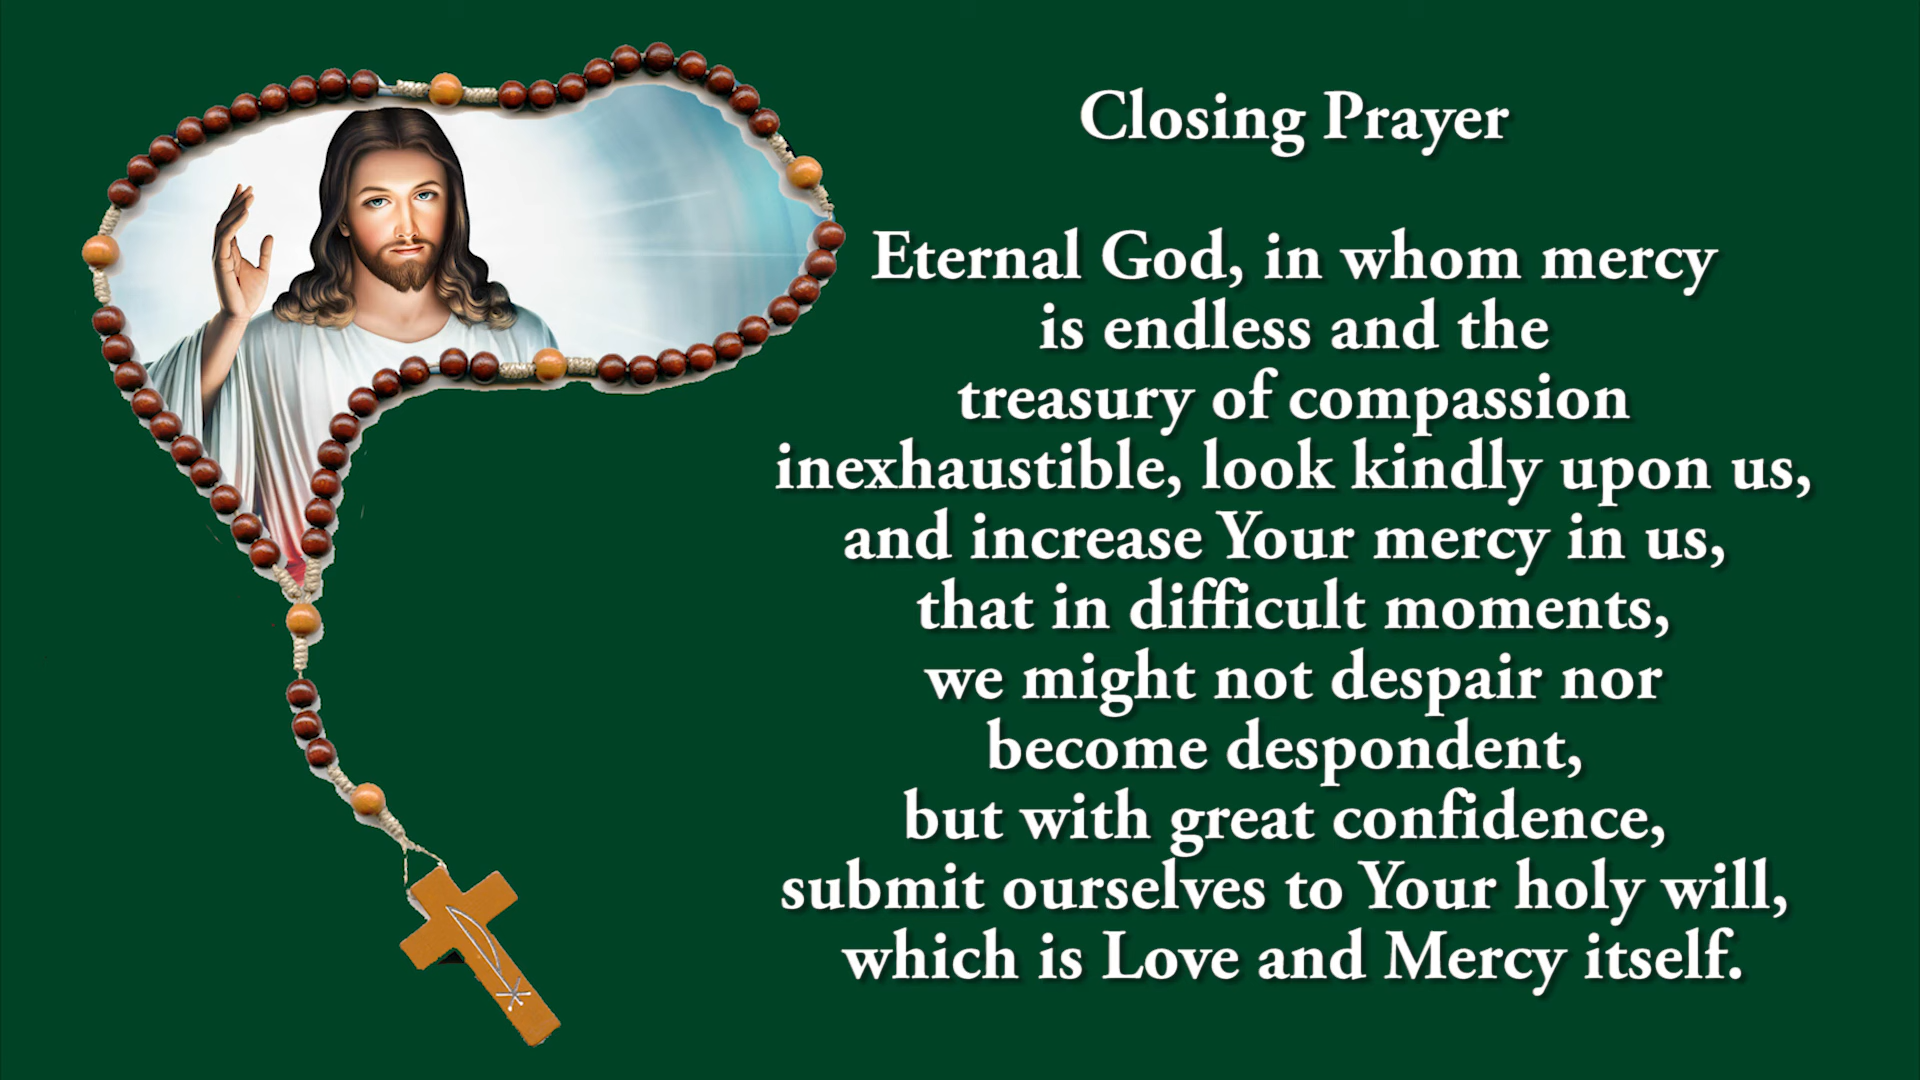 Closing Prayer
Eternal God, in whom mercy
is endless and the
treasury of compassion
inexhaustible, look kindly upon us,
and increase Your mercy in us,
that in difficult moments,
we might not despair nor
become despondent,
but with great confidence,
submit ourselves to Your holy will,
which is Love and Mercy itself.